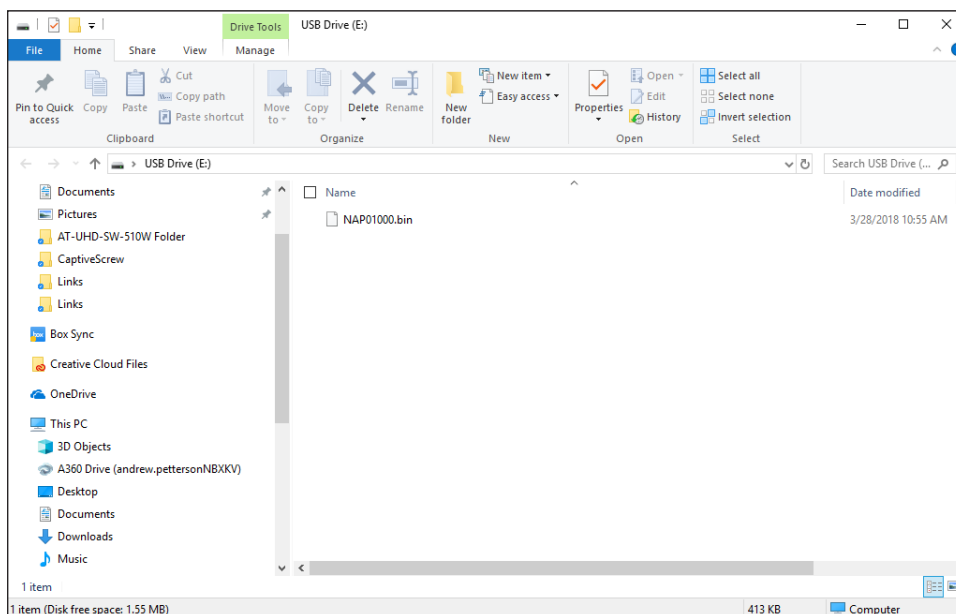 Drive Tools USB Drive (E:)
File Home Share View Manage
Pin to Quick access
Copy
Paste
Cut
Copy path
Paste shortcut
Clipboard
Move to
Copy to
Delete
Rename
Organize
New folder
New item
Easy access
New
Properties
Open
Edit
History
Open
Select all
Select none
Invert selection
Select
USB Drive (E:)
Search USB Drive (...
Documents
Pictures
AT-UHD-SW-510W Folder
CaptiveScrew
Links
Links
box
Box Sync
Creative Cloud Files
OneDrive
This PC
3D Objects
A360 Drive (andrew.pettersonNBXKV)
Desktop
Documents
Downloads
Music
Name Date modified
NAP01000.bin 3/28/2018 10:55 AM
1 item
1 item (Disk free space: 1.55 MB) 413 KB Computer